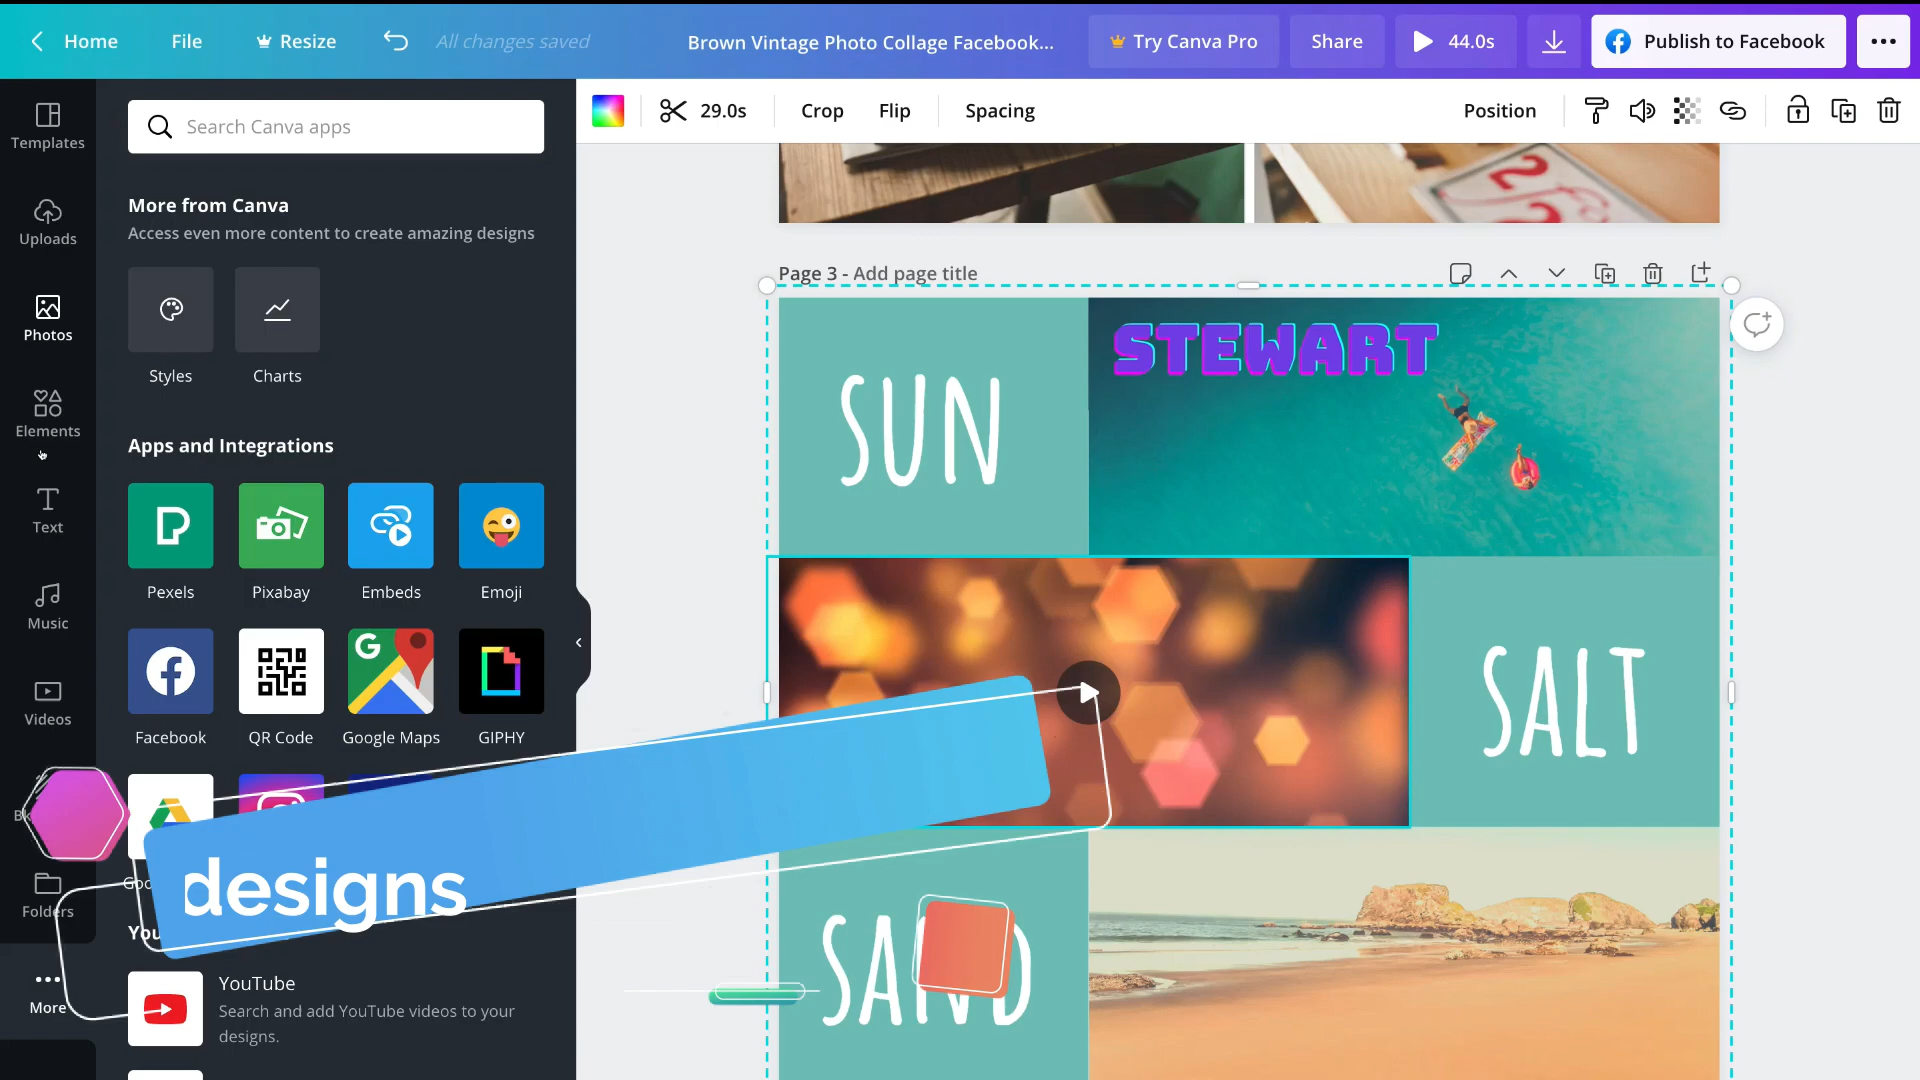 Home File Resize All changes saved Brown Vintage Photo Collage Facebook... Try Canva Pro Share 44.0s Publish to Facebook
29.0s Crop Flip Spacing Position
Templates
Uploads
Photos
Elements
Text
Music
Videos
Folders
More
Search Canva apps
More from Canva
Access even more content to create amazing designs
Styles Charts
Apps and Integrations
Pexels Pixabay Embeds Emoji
Facebook QR Code Google Maps GIPHY
G
designs
YouTube
Search and add YouTube videos to your
designs.
Page 3 - Add page title
SUN
STEWART
SALT
SAND